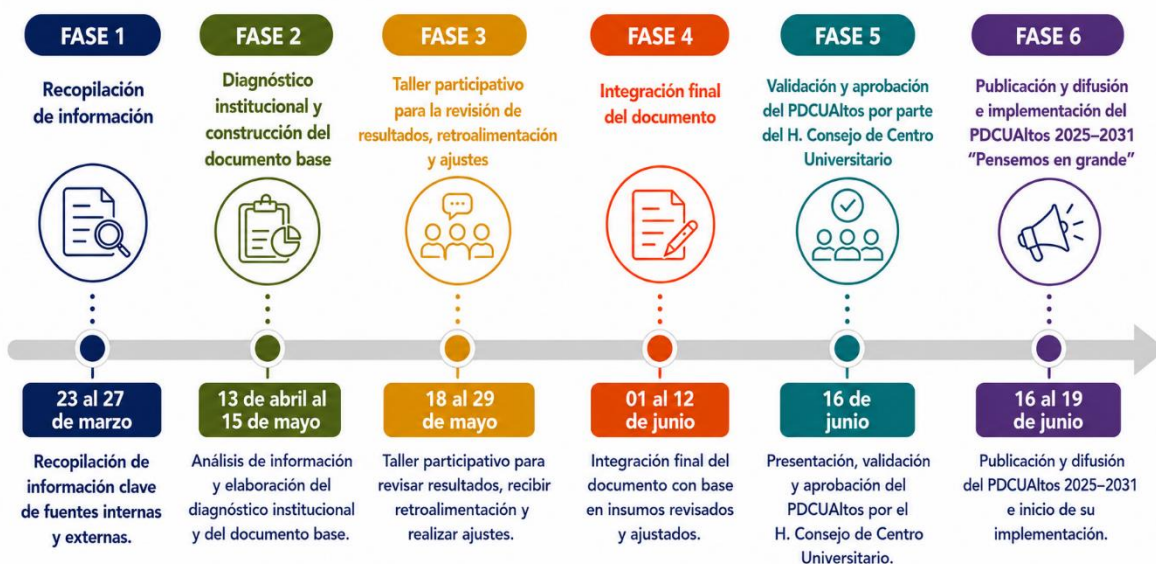 FASE 1
Recopilación
de información
23 al 27
de marzo
Recopilación de
información clave
de fuentes internas
y externas.
FASE 2
Diagnóstico
institucional y
construcción del
documento base
13 de abril al
15 de mayo
Análisis de información
y elaboración del
diagnóstico institucional
y del documento base.
FASE 3
Taller participativo
para la revisión de
resultados, retroalimentación
y ajustes
18 al 29
de mayo
Taller participativo para
revisar resultados, recibir
retroalimentación y
realizar ajustes.
FASE 4
Integración final
del documento
01 al 12
de junio
Integración final del
documento con base
en insumos revisados
y ajustados.
FASE 5
Validación y aprobación
del PDCUAltos por parte
del H. Consejo de Centro
Universitario
16 de
junio
Presentación, validación
y aprobación del
PDCUAltos por el
H. Consejo de Centro
Universitario.
FASE 6
Publicación y difusión
e implementación del
PDCUAltos 2025–2031
“Pensemos en grande”
16 al 19
de junio
Publicación y difusión
del PDCUAltos 2025–2031
e inicio de su
implementación.